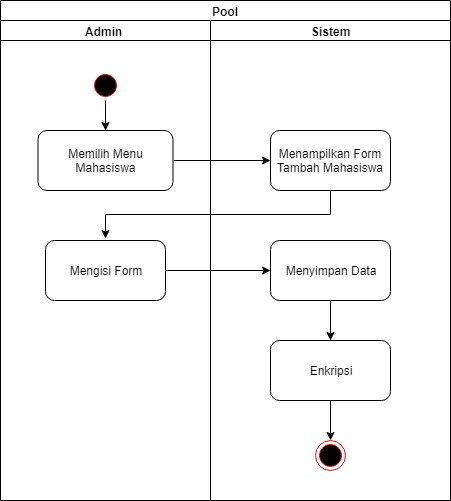 Pool
Admin
Sistem
Memilih Menu
Mahasiswa
Menampilkan Form
Tambah Mahasiswa
Mengisi Form
Menyimpan Data
Enkripsi